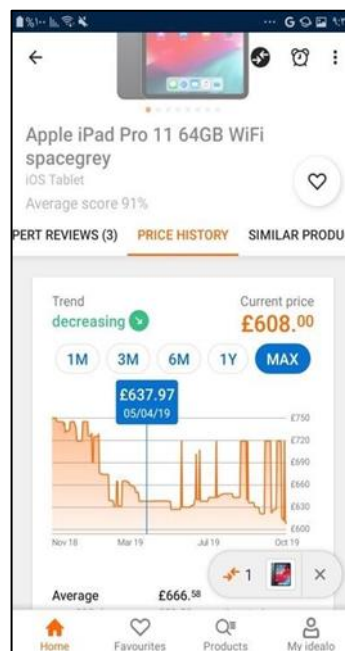 Apple iPad Pro 11 64GB WiFi
spacegrey
iOS Tablet
Average score 91%
PERT REVIEWS (3) PRICE HISTORY SIMILAR PRODU
Trend
decreasing
Current price
£608.00
1M 3M 6M 1Y MAX
£637.97
05/04/19
£750
£720
£690
£660
£630
£600
Nov 18 Mar 19 Jul 19 Oct 19
1
Average £666.58
Home Favourites Products My idealo